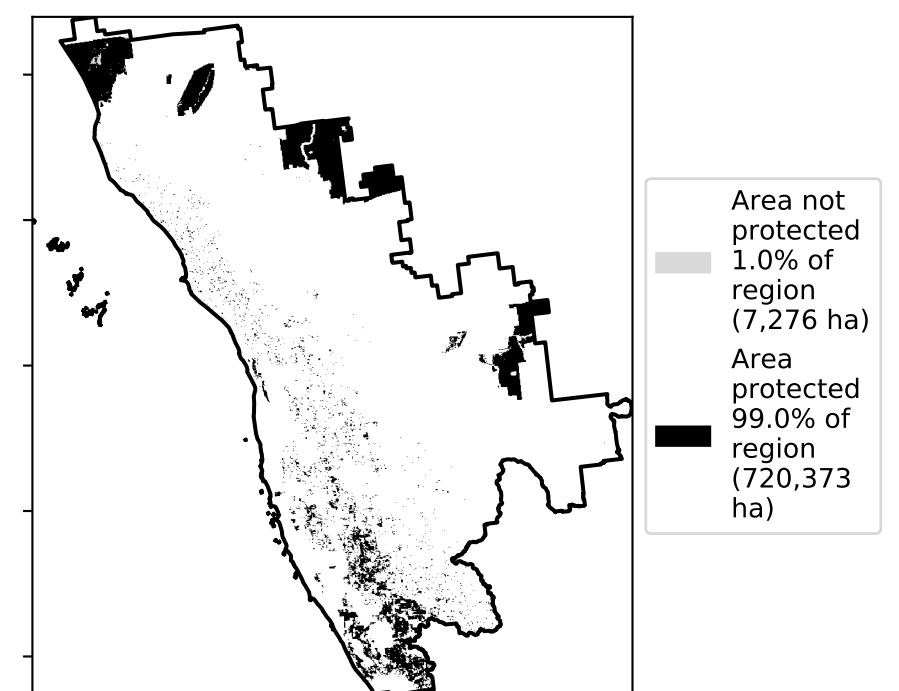 Area not
protected
1.0% of
region
(7,276 ha)
Area
protected
99.0% of
region
(720,373
ha)